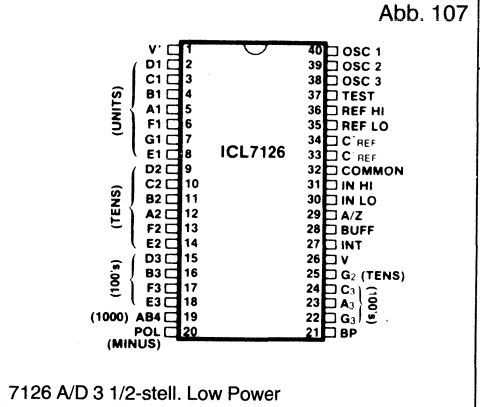 Abb. 107
V+ 1
D1 2
C1 3
B1 4
(UNITS) A1 5
F1 6
G1 7
E1 8
D2 9
C2 10
B2 11
(TENS) A2 12
F2 13
E2 14
D3 15
(100's) B3 16
F3 17
E3 18
(1000) AB4 19
POL 20
(MINUS)
ICL7126
40 OSC 1
39 OSC 2
38 OSC 3
37 TEST
36 REF HI
35 REF LO
34 C REF
33 C REF
32 COMMON
31 IN HI
30 IN LO
29 A/Z
28 BUFF
27 INT
26 V
25 G2 (TENS)
24 C3
23 A3 (100's)
22 G3
21 BP
7126 A/D 3 1/2-stell. Low Power